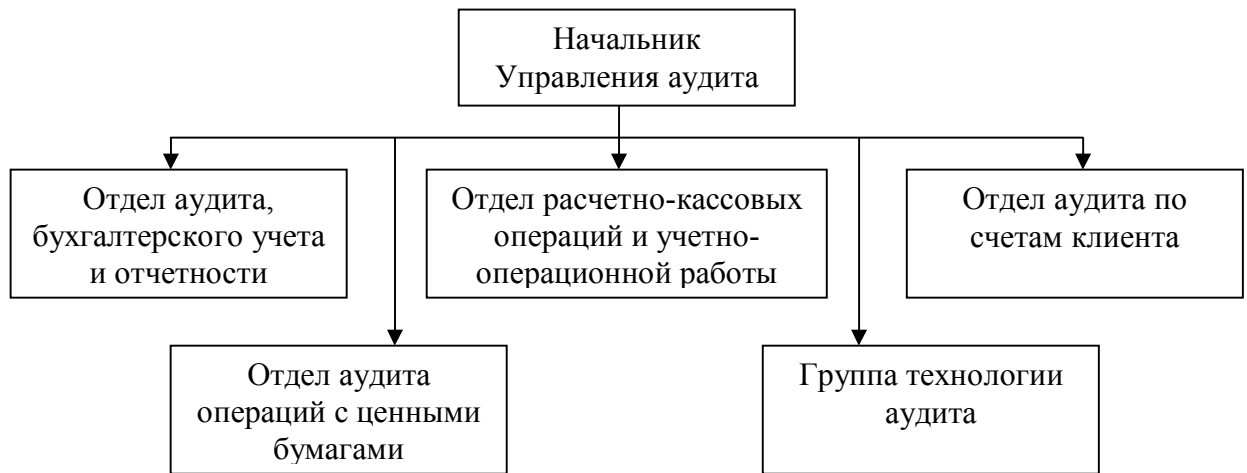 Начальник
Управления аудита
Отдел аудита,
бухгалтерского учета
и отчетности
Отдел расчетно-кассовых
операций и учетно-
операционной работы
Отдел аудита по
счетам клиента
Отдел аудита
операций с ценными
бумагами
Группа технологии
аудита